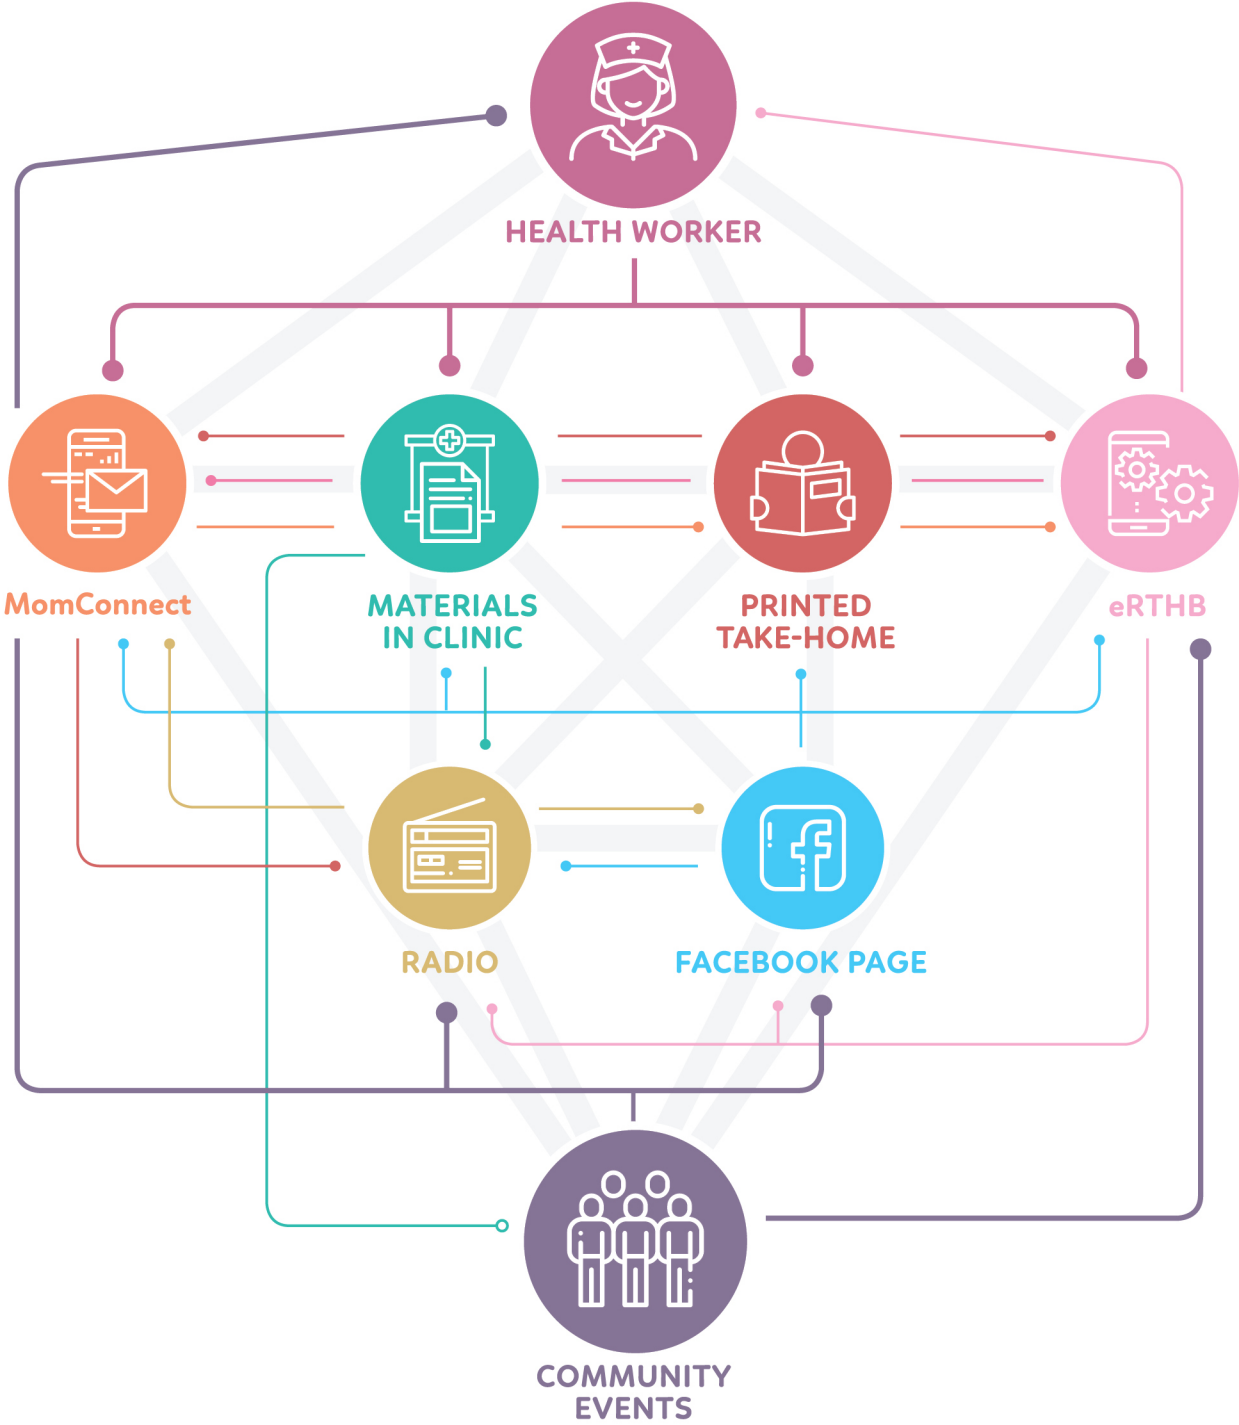 HEALTH WORKER
MomConnect
MATERIALS
IN CLINIC
PRINTED
TAKE-HOME
eRTHB
RADIO
FACEBOOK PAGE
COMMUNITY
EVENTS